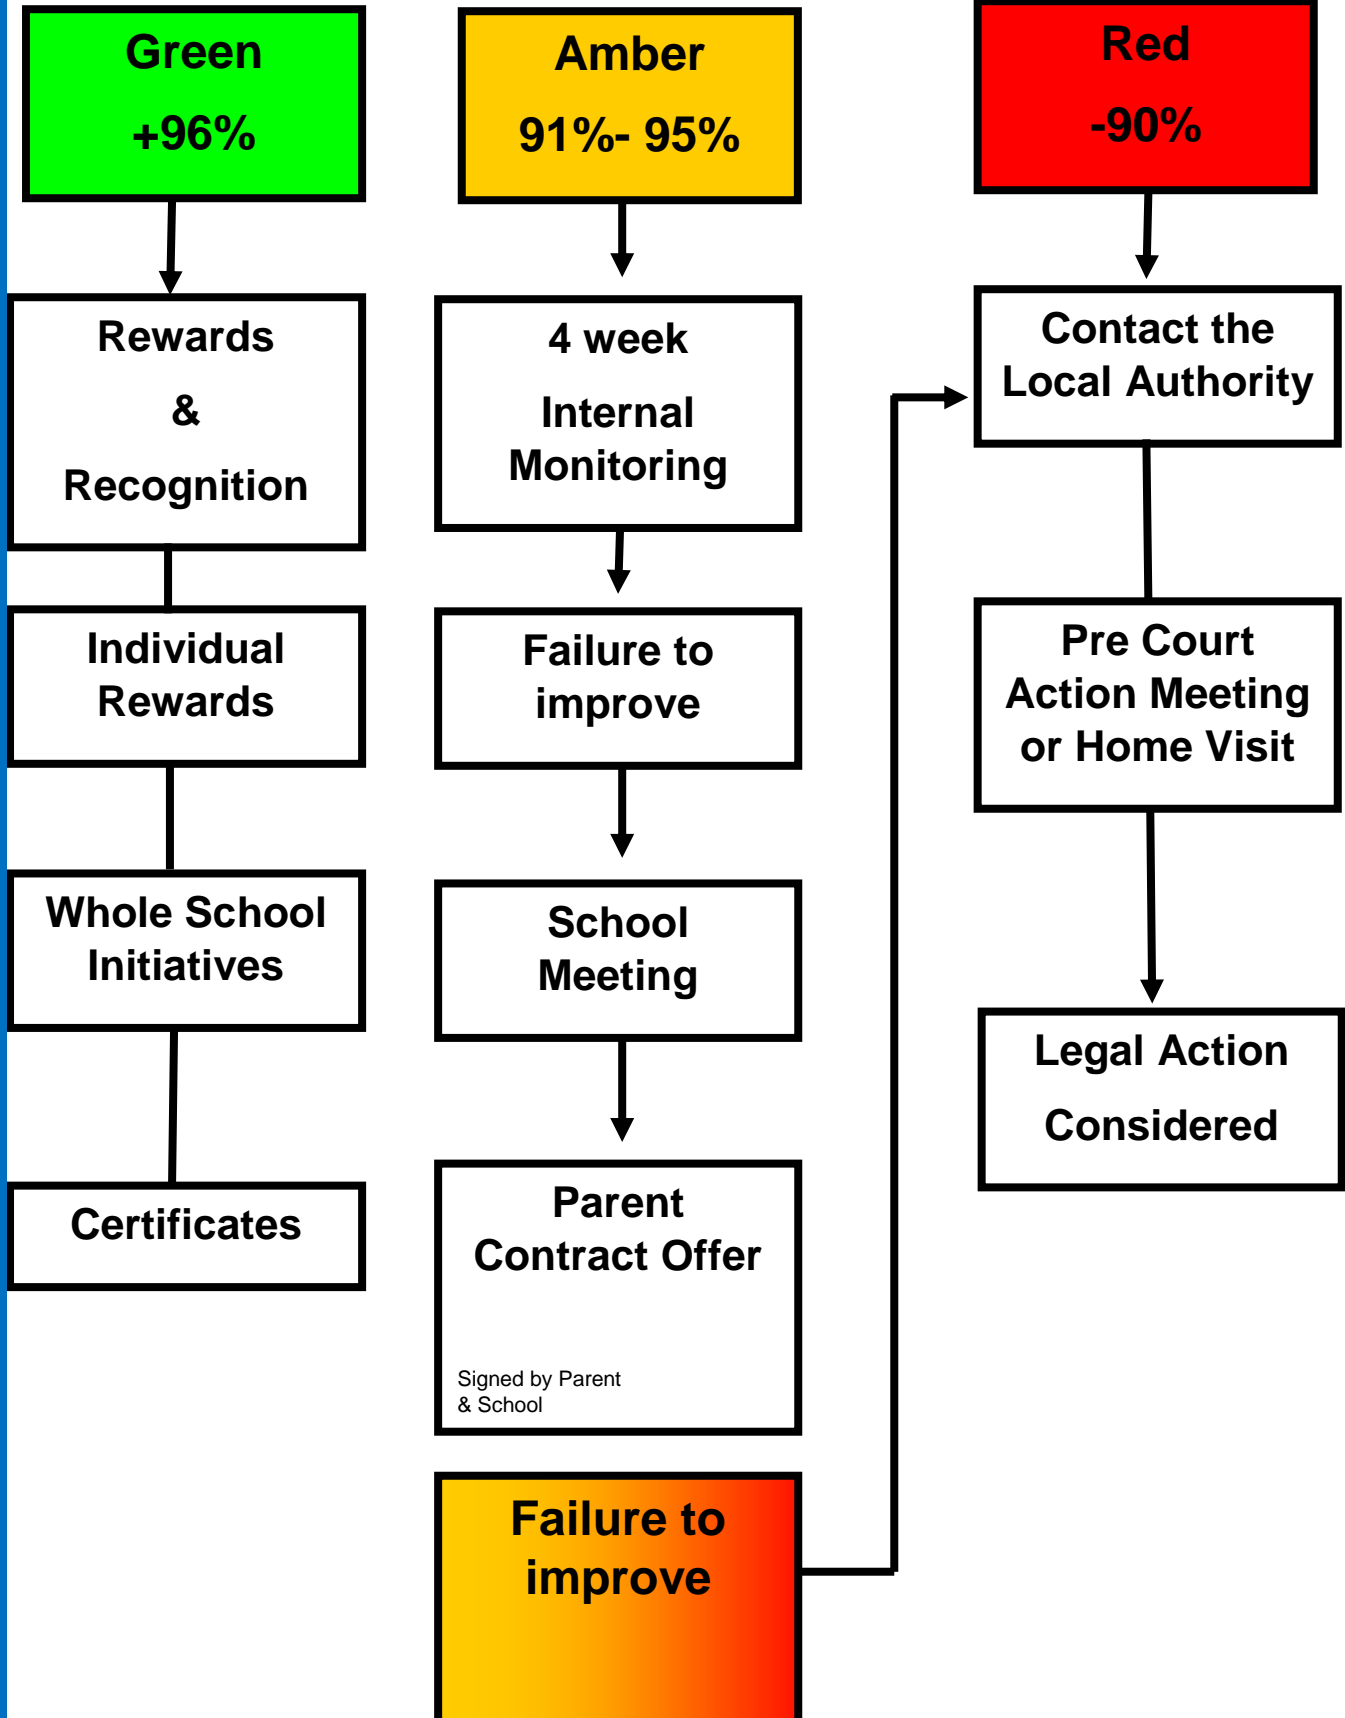 Green
+96%
Rewards
&
Recognition
Individual
Rewards
Whole School
Initiatives
Certificates
Amber
91%- 95%
4 week
Internal
Monitoring
Failure to
improve
School
Meeting
Parent
Contract Offer
Signed by Parent
& School
Failure to
improve
Red
-90%
Contact the
Local Authority
Pre Court
Action Meeting
or Home Visit
Legal Action
Considered